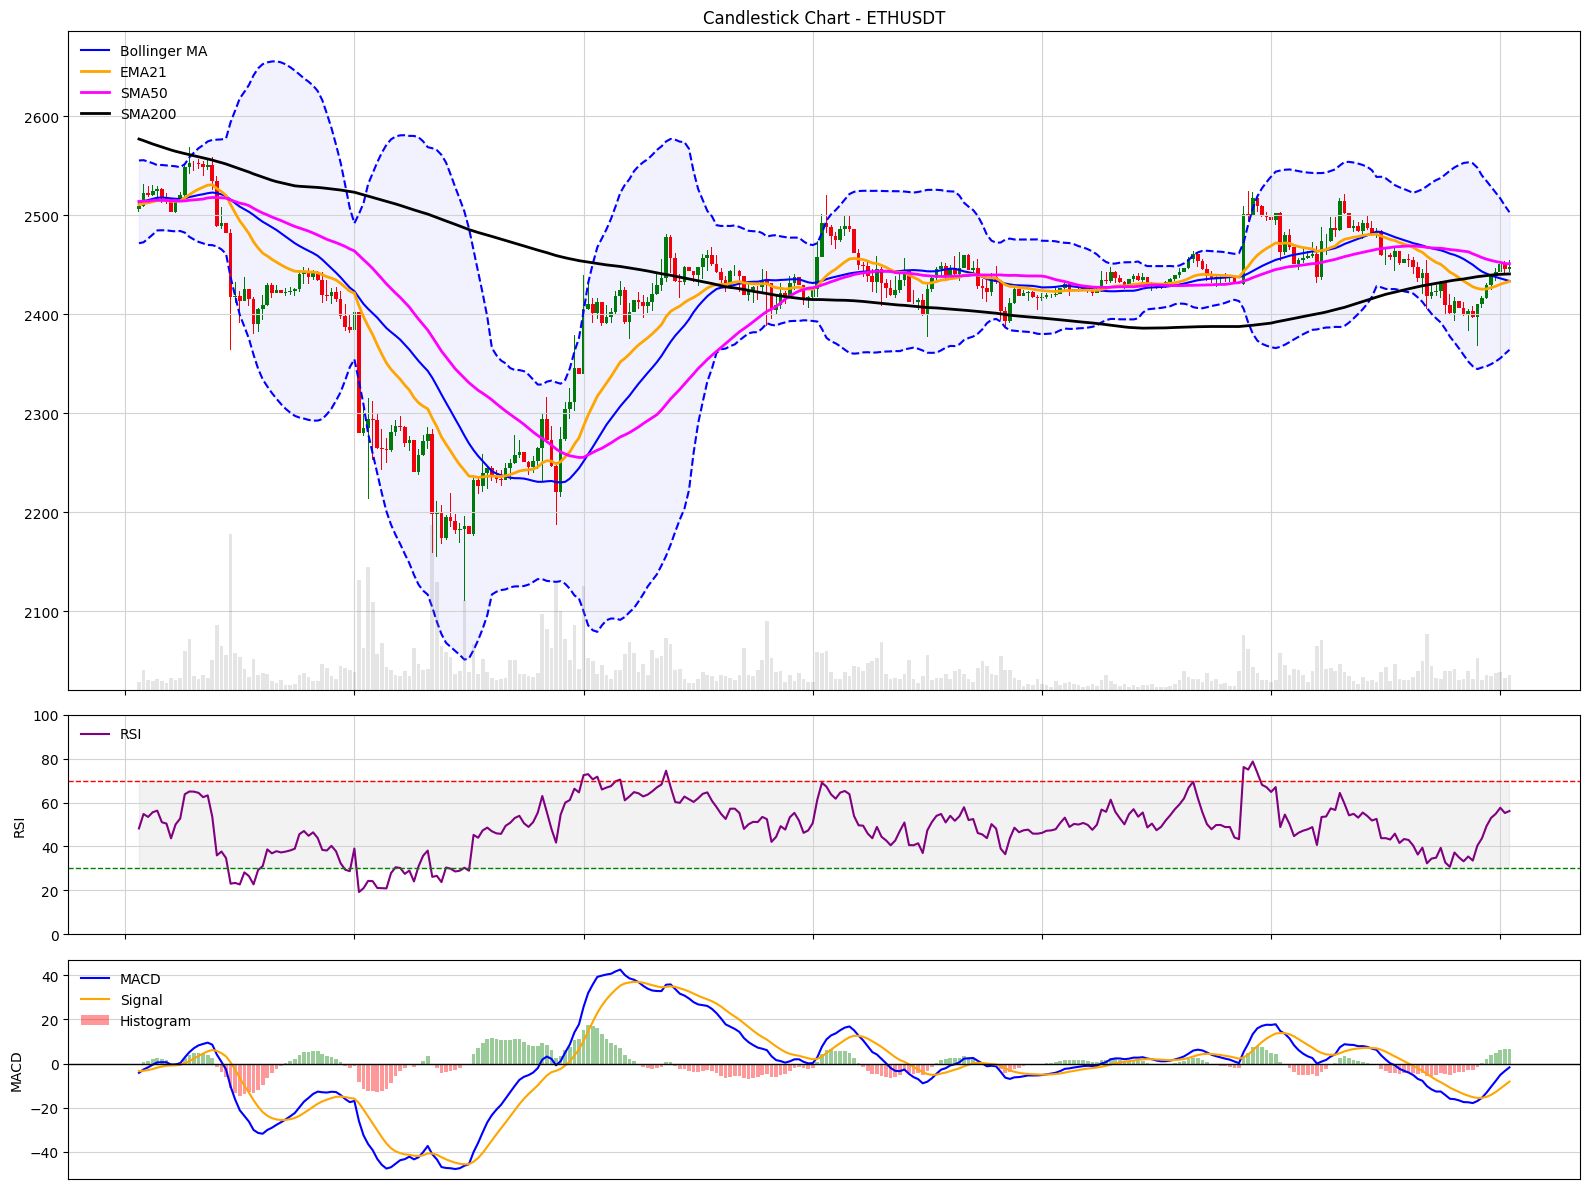 Candlestick Chart - ETHUSDT
Bollinger MA
EMA21
SMA50
SMA200
2600
2500
2400
2300
2200
2100
RSI
100
80
60
40
20
0
RSI
MACD
Signal
Histogram
40
20
0
−20
−40
MACD